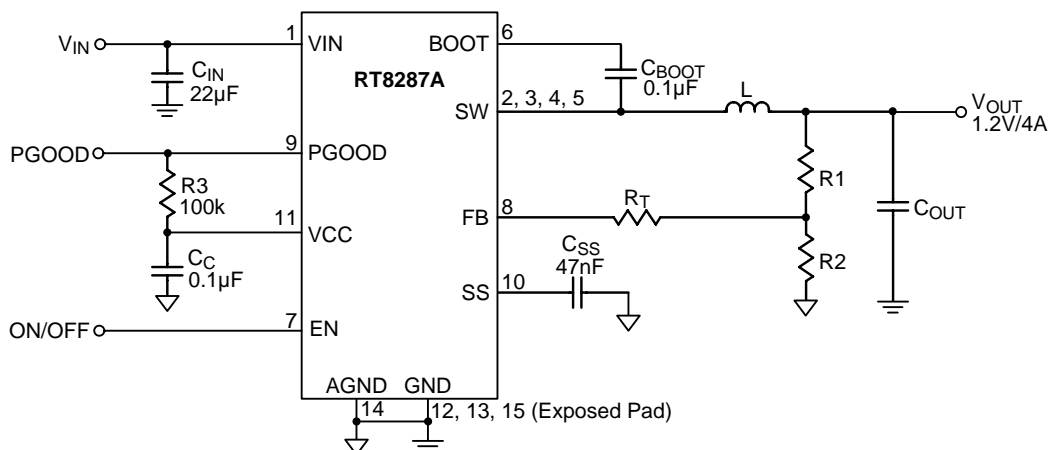 VIN
CIN
22µF
1
VIN
RT8287A
BOOT
6
CBOOT
0.1µF
SW
2, 3, 4, 5
L
VOUT
1.2V/4A
PGOOD
9
PGOOD
R3
100k
11
VCC
CC
0.1µF
FB
8
RT
R1
R2
COUT
SS
10
CSS
47nF
ON/OFF
7
EN
AGND
GND
14
12, 13, 15 (Exposed Pad)